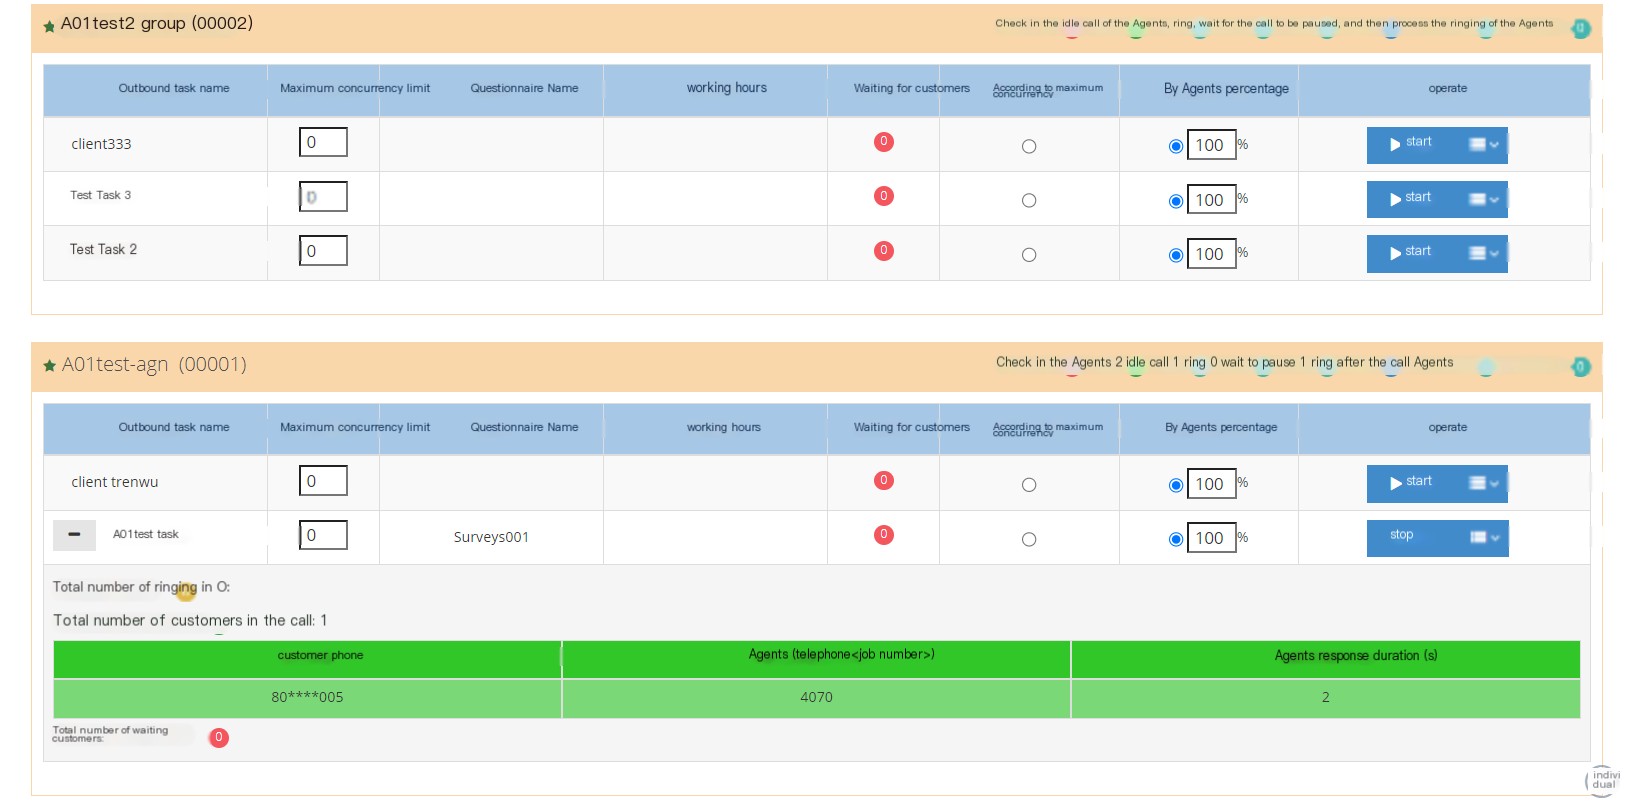 A01test2 group (00002)
Check in the idle call of the Agents, ring, wait for the call to be paused, and then process the ringing of the Agents
Outbound task name Maximum concurrency limit Questionnaire Name working hours Waiting for customers According to maximum concurrency By Agents percentage operate
client333 0 0 100 % start
Test Task 3 0 100 % start
Test Task 2 0 0 100 % start
A01test-agn (00001)
Check in the Agents 2 idle call 1 ring 0 wait to pause 1 ring after the call Agents
Outbound task name Maximum concurrency limit Questionnaire Name working hours Waiting for customers According to maximum concurrency By Agents percentage operate
client trenwu 0 0 100 % start
A01test task 0 Surveys001 0 100 % stop
Total number of ringing in O:
Total number of customers in the call: 1
customer phone Agents (telephone<job number>) Agents response duration (s)
80****005 4070 2
Total number of waiting
customers: 0
indivi
dual